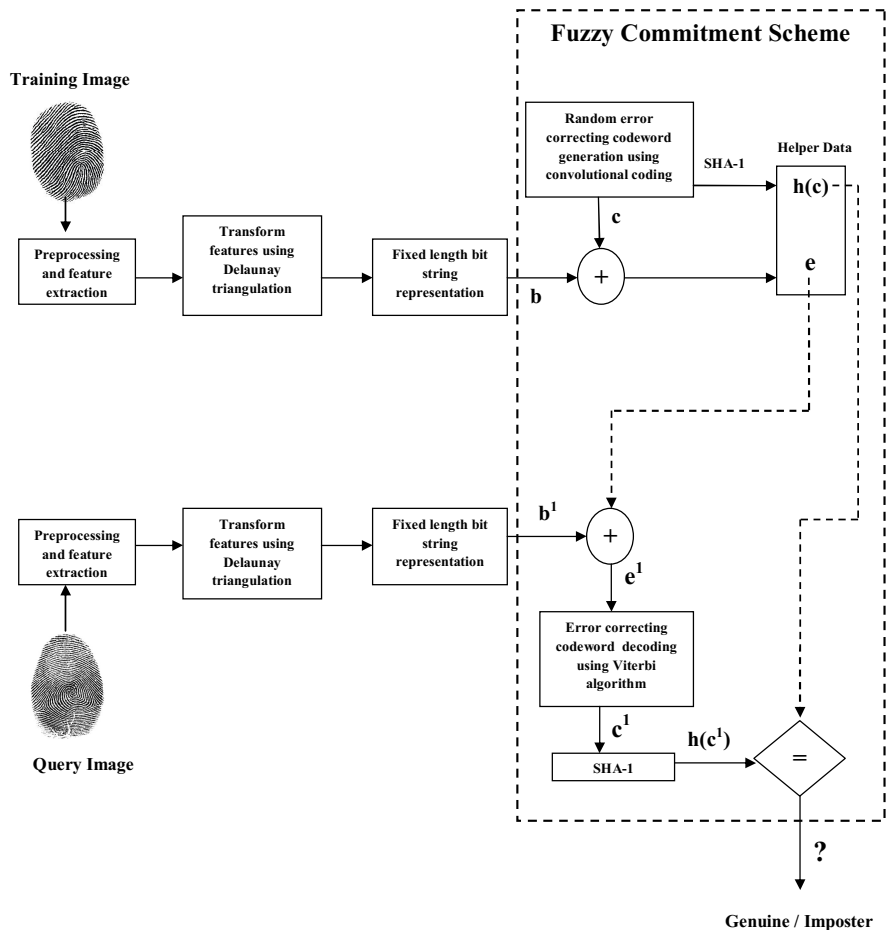 Fuzzy Commitment Scheme
Training Image
Random error
correcting codeword
generation using
convolutional coding
SHA-1
Helper Data
h(c)
c
Preprocessing
and feature
extraction
Transform
features using
Delaunay
triangulation
Fixed length bit
string
representation
b
+
e
Preprocessing
and feature
extraction
Transform
features using
Delaunay
triangulation
Fixed length bit
string
representation
b¹
+
e¹
Error correcting
codeword decoding
using Viterbi
algorithm
c¹
SHA-1
h(c¹)
=
Query Image
?
Genuine / Imposter